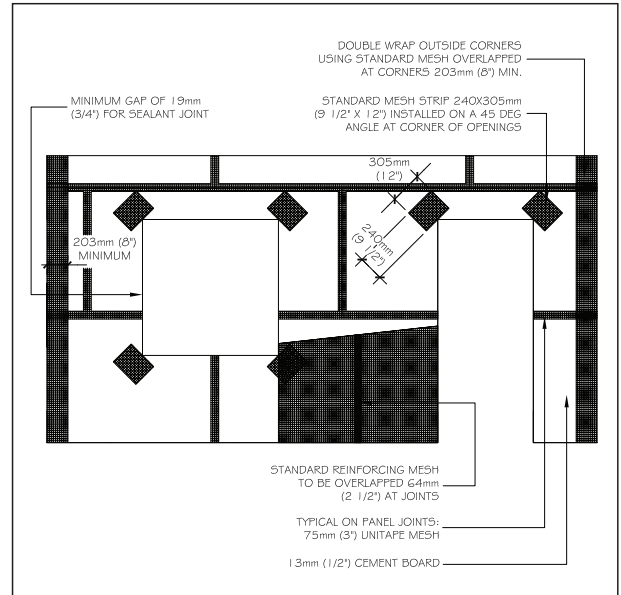 DOUBLE WRAP OUTSIDE CORNERS
USING STANDARD MESH OVERLAPPED
AT CORNERS 203mm (8") MIN.
MINIMUM GAP OF 19mm
(3/4") FOR SEALANT JOINT
STANDARD MESH STRIP 240X305mm
(9 1/2" X 12") INSTALLED ON A 45 DEG
ANGLE AT CORNER OF OPENINGS
305mm
(12")
203mm (8")
MINIMUM
240mm
(9 1/2")
STANDARD REINFORCING MESH
TO BE OVERLAPPED 64mm
(2 1/2") AT JOINTS
TYPICAL ON PANEL JOINTS:
75mm (3") UNITAPE MESH
13mm (1/2") CEMENT BOARD